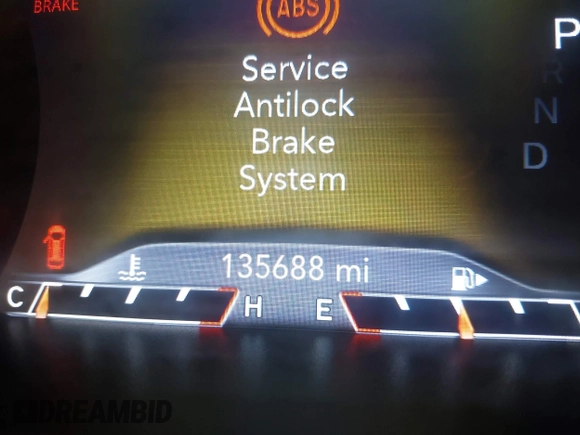 BRAKE
ABS
P
Service
R
Antilock
N
Brake
D
System
135688 mi
C
H
E
DREAMBID